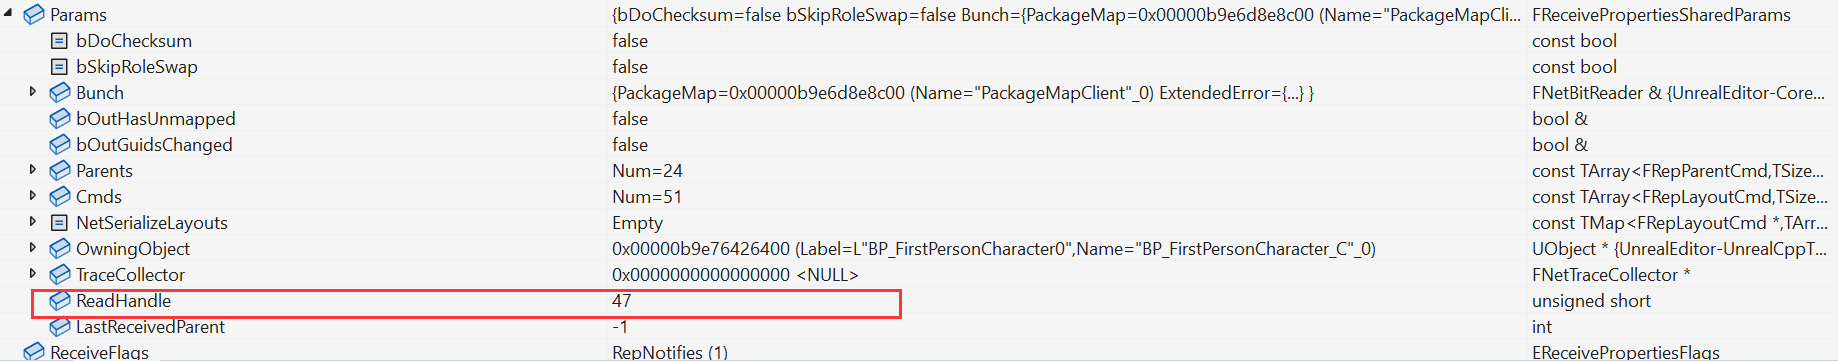 Params {bDoChecksum=false bSkipRoleSwap=false Bunch={PackageMap=0x00000b9e6d8e8c00 (Name="PackageMapCli... FReceivePropertiesSharedParams
bDoChecksum false const bool
bSkipRoleSwap false const bool
Bunch {PackageMap=0x00000b9e6d8e8c00 (Name="PackageMapClient"_0) ExtendedError={...} } FNetBitReader & {UnrealEditor-Core...
bOutHasUnmapped false bool &
bOutGuidsChanged false bool &
Parents Num=24 const TArray<FRepParentCmd,TSize...
Cmds Num=51 const TArray<FRepLayoutCmd,TSize...
NetSerializeLayouts Empty const TMap<FRepLayoutCmd *,TArr...
OwningObject 0x00000b9e76426400 (Label=L"BP_FirstPersonCharacter0",Name="BP_FirstPersonCharacter_C"_0) UObject * {UnrealEditor-UnrealCppT...
TraceCollector 0x0000000000000000 <NULL> FNetTraceCollector *
ReadHandle 47 unsigned short
LastReceivedParent -1 int
ReceiveFlags RepNotifies (1) EReceivePropertiesFlags